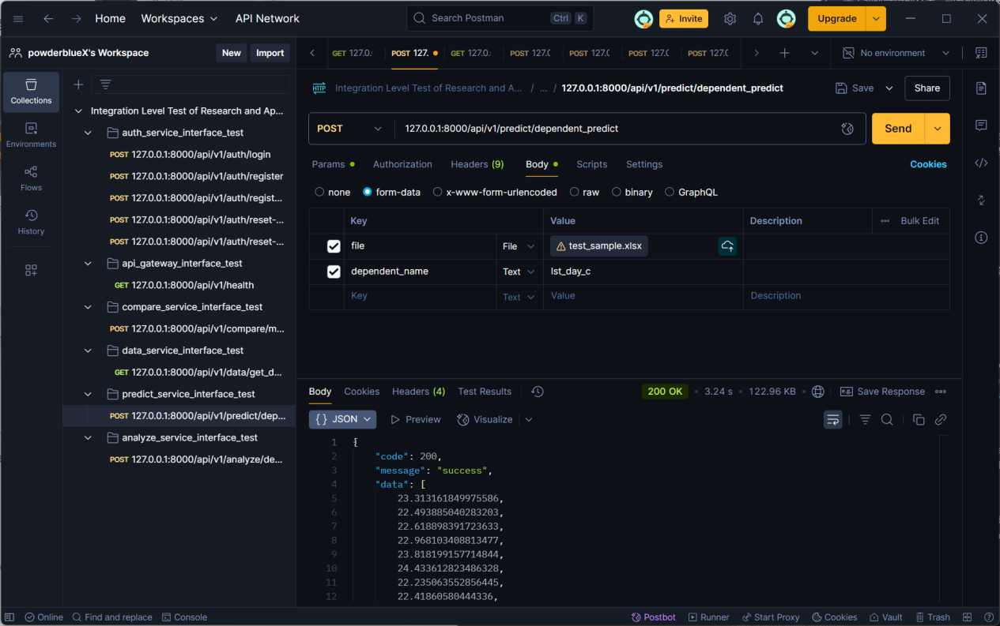 Home Workspaces API Network Search Postman Ctrl K Invite Upgrade
powderblueX's Workspace New Import GET 127.0. POST 127. GET 127.0. POST 127.0 POST 127.0 POST 127.0 POST 127.0 No environment
Collections
Environments
Flows
History
Integration Level Test of Research and Ap...
auth_service_interface_test
POST 127.0.0.1:8000/api/v1/auth/login
POST 127.0.0.1:8000/api/v1/auth/register
POST 127.0.0.1:8000/api/v1/auth/regist...
POST 127.0.0.1:8000/api/v1/auth/reset-...
POST 127.0.0.1:8000/api/v1/auth/reset-...
api_gateway_interface_test
GET 127.0.0.1:8000/api/v1/health
compare_service_interface_test
POST 127.0.0.1:8000/api/v1/compare/m...
data_service_interface_test
GET 127.0.0.1:8000/api/v1/data/get_d...
predict_service_interface_test
POST 127.0.0.1:8000/api/v1/predict/dep...
analyze_service_interface_test
POST 127.0.0.1:8000/api/v1/analyze/de...
HTTP Integration Level Test of Research and A... / ... / 127.0.0.1:8000/api/v1/predict/dependent_predict Save Share
POST 127.0.0.1:8000/api/v1/predict/dependent_predict Send
Params Authorization Headers (9) Body Scripts Settings Cookies
none form-data x-www-form-urlencoded raw binary GraphQL
Key Value Description Bulk Edit
file File test_sample.xlsx
dependent_name Text lst_day_c
Key Text Value Description
Body Cookies Headers (4) Test Results 200 OK 3.24 s 122.96 KB Save Response
{} JSON Preview Visualize
1 {
2 "code": 200,
3 "message": "success",
4 "data": [
5 23.313161849975586,
6 22.493885040283203,
7 22.618898391723633,
8 22.968103408813477,
9 23.818199157714844,
10 24.433612823486328,
11 22.235063552856445,
12 22.41860580444336,
Online Find and replace Console Postbot Runner Start Proxy Cookies Vault Trash